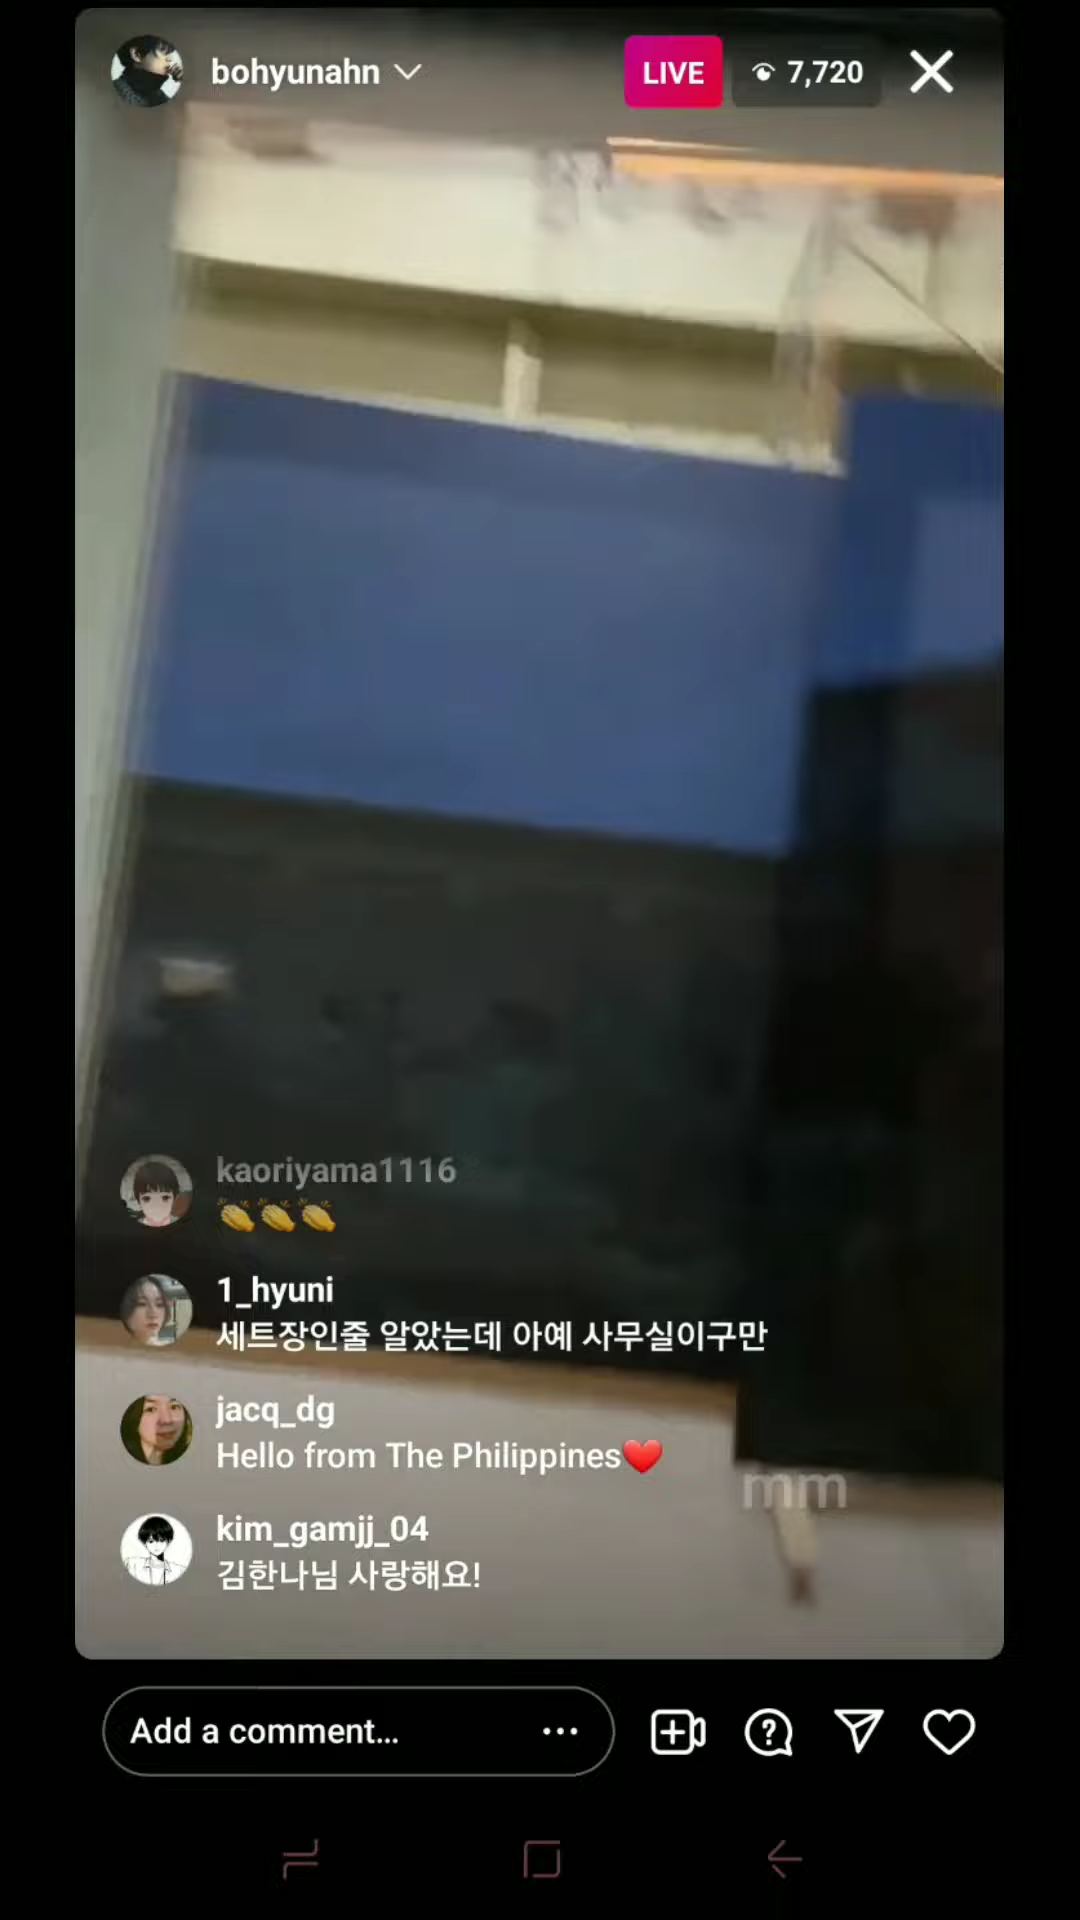 bohyunahn
LIVE
7,720
kaoriyama1116
👏👏👏
1_hyuni
세트장인줄 알았는데 아예 사무실이구만
jacq_dg
Hello from The Philippines❤️
mm
kim_gamjj_04
김한나님 사랑해요!
Add a comment...